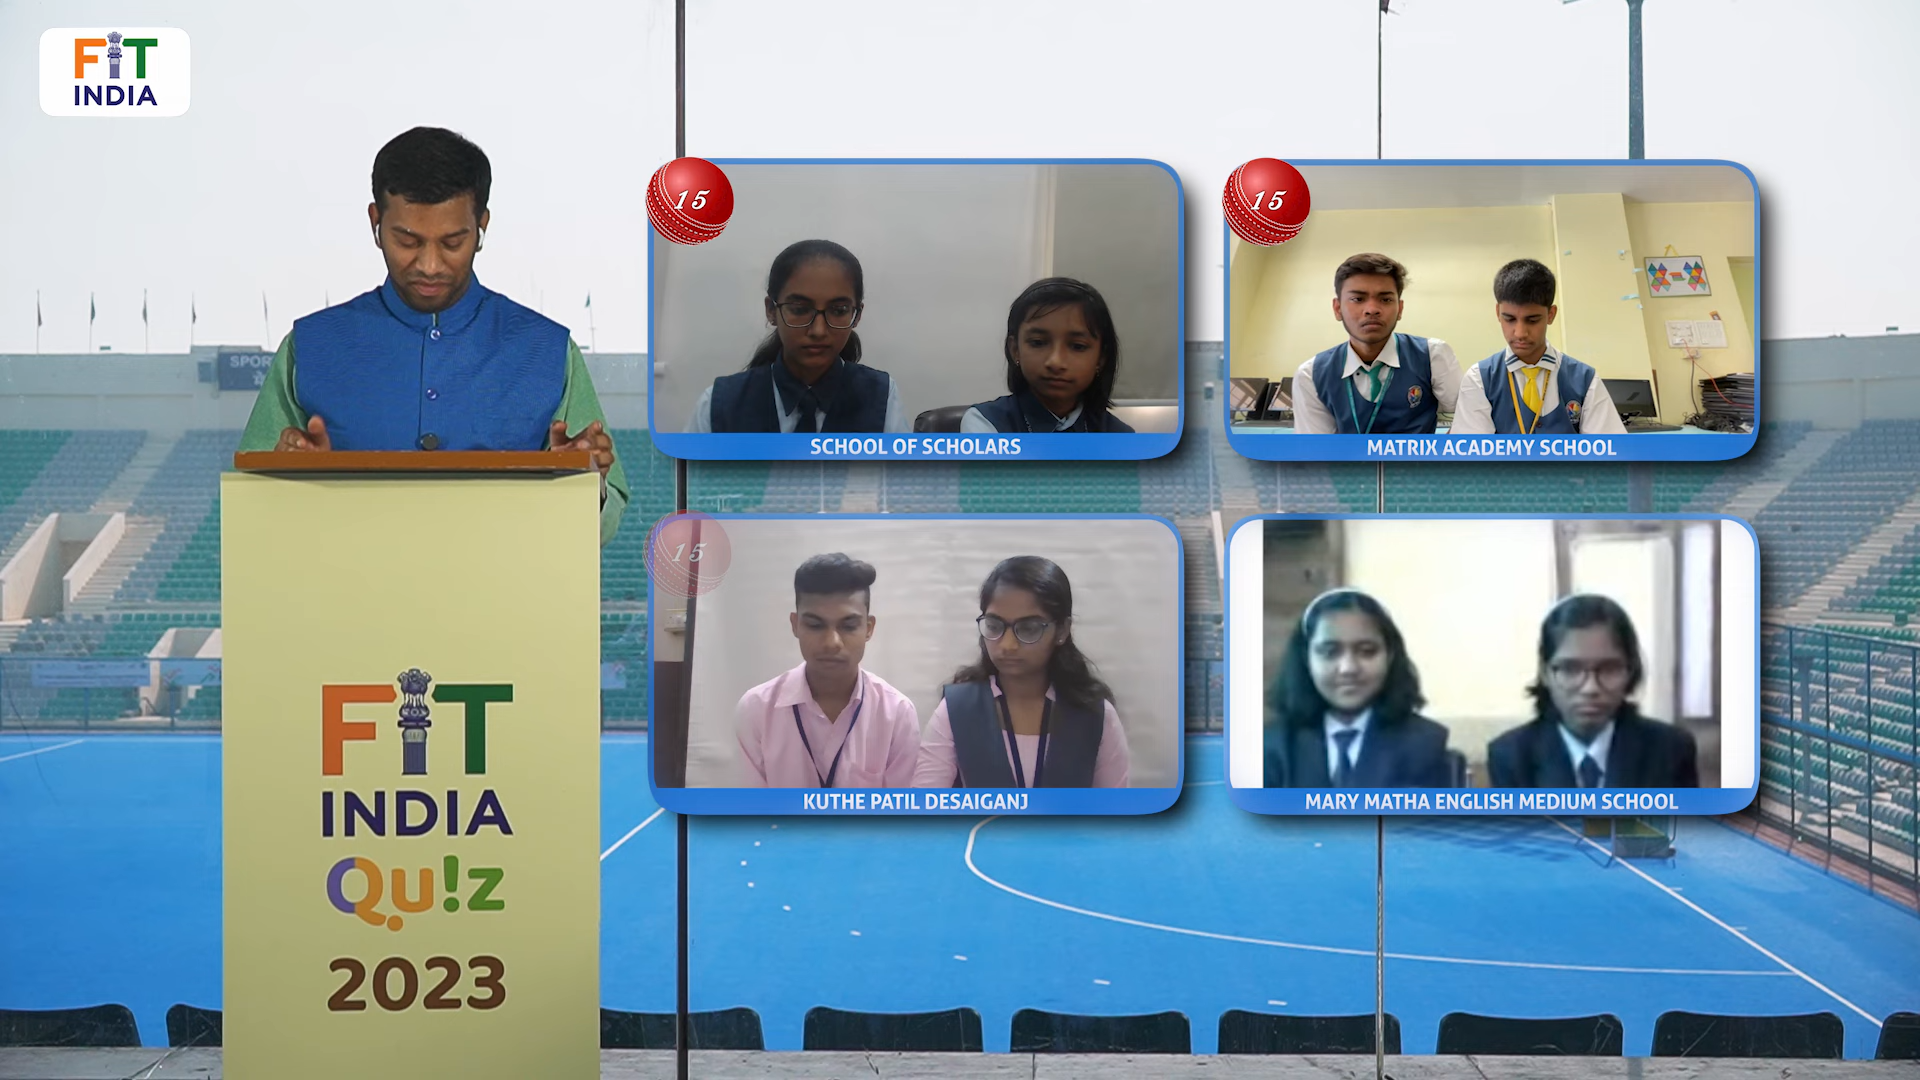 FIT
INDIA
SPOR
15
15
SCHOOL OF SCHOLARS
MATRIX ACADEMY SCHOOL
15
KUTHE PATIL DESAIGANJ
MARY MATHA ENGLISH MEDIUM SCHOOL
FIT
INDIA
Qu!z
2023